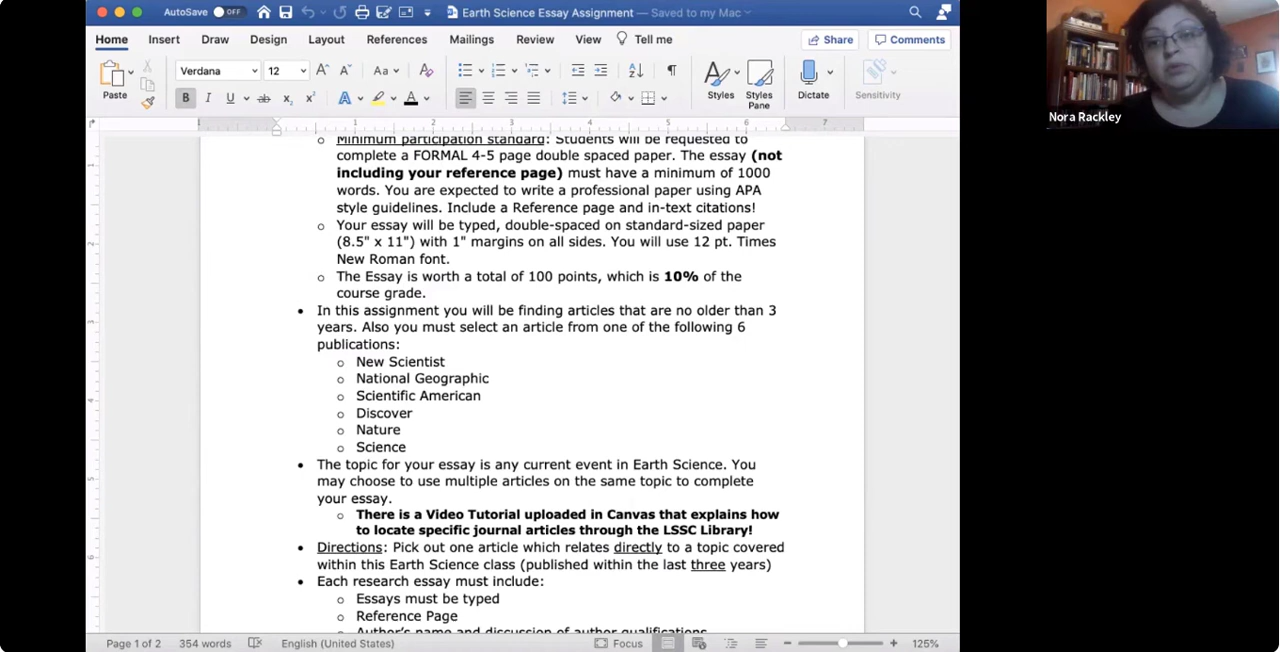 AutoSave OFF Earth Science Essay Assignment — Saved to my Mac
Home Insert Draw Design Layout References Mailings Review View Tell me Share Comments
Verdana 12 Aa
Paste Styles Styles Pane Dictate Sensitivity
Nora Rackley
Minimum participation standard: Students will be requested to
complete a FORMAL 4-5 page double spaced paper. The essay (not
including your reference page) must have a minimum of 1000
words. You are expected to write a professional paper using APA
style guidelines. Include a Reference page and in-text citations!
Your essay will be typed, double-spaced on standard-sized paper
(8.5" x 11") with 1" margins on all sides. You will use 12 pt. Times
New Roman font.
The Essay is worth a total of 100 points, which is 10% of the
course grade.
In this assignment you will be finding articles that are no older than 3
years. Also you must select an article from one of the following 6
publications:
New Scientist
National Geographic
Scientific American
Discover
Nature
Science
The topic for your essay is any current event in Earth Science. You
may choose to use multiple articles on the same topic to complete
your essay.
There is a Video Tutorial uploaded in Canvas that explains how
to locate specific journal articles through the LSSC Library!
Directions: Pick out one article which relates directly to a topic covered
within this Earth Science class (published within the last three years)
Each research essay must include:
Essays must be typed
Reference Page
Author's name and discussion of author qualifications
Page 1 of 2 354 words English (United States) Focus 125%